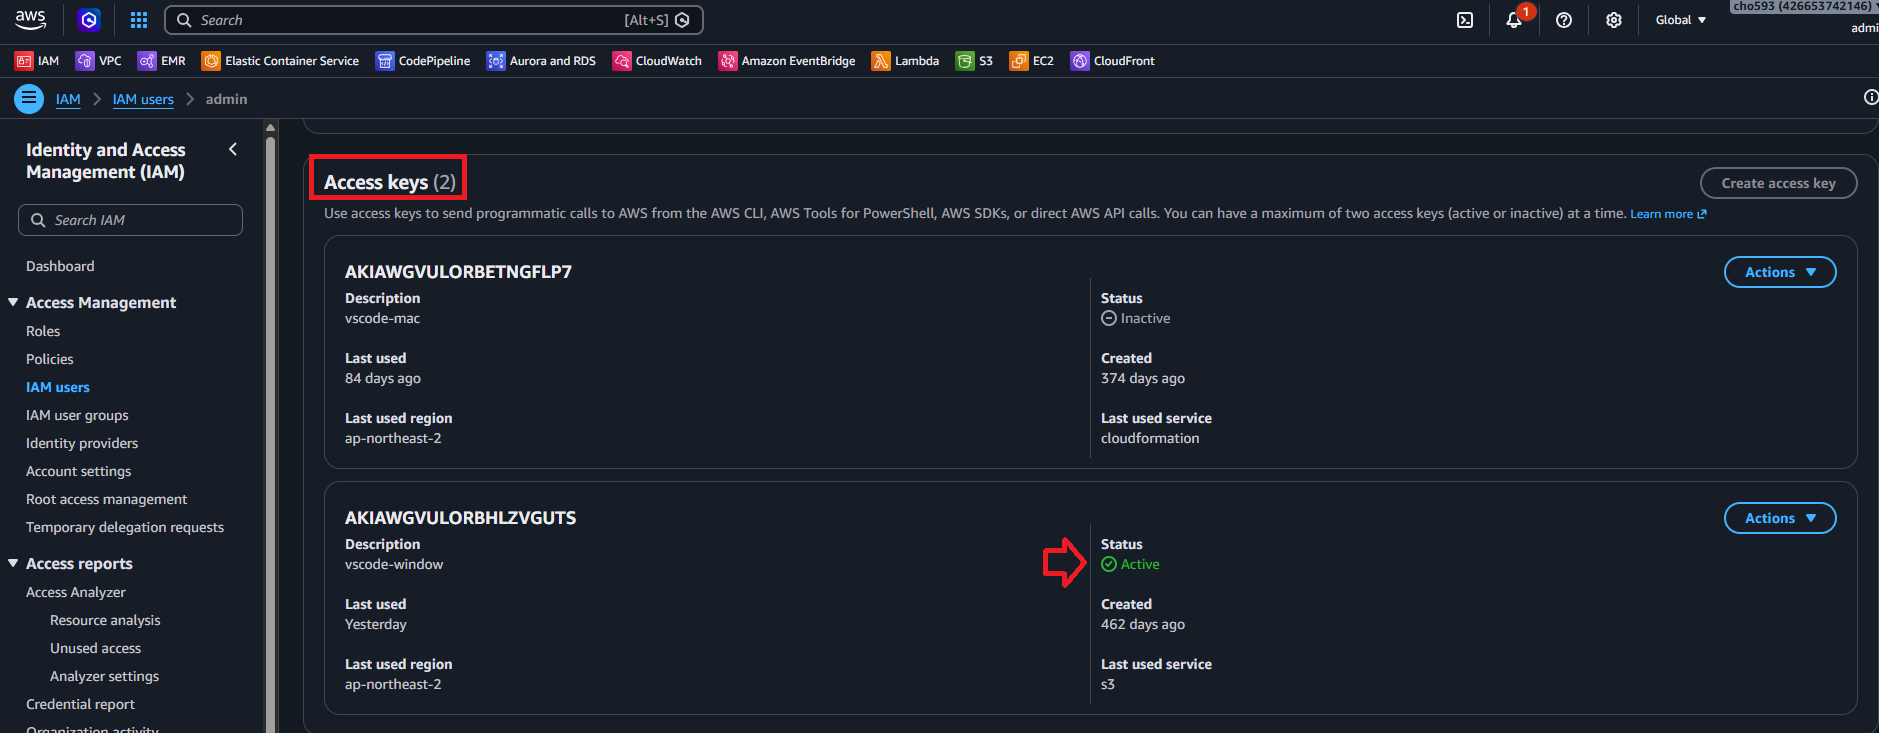 aws
Search
[Alt+S]
1
Global
cho593 (426653742146)
admi
IAM
VPC
EMR
Elastic Container Service
CodePipeline
Aurora and RDS
CloudWatch
Amazon EventBridge
Lambda
S3
EC2
CloudFront
IAM
IAM users
admin
Identity and Access
Management (IAM)
Search IAM
Dashboard
Access Management
Roles
Policies
IAM users
IAM user groups
Identity providers
Account settings
Root access management
Temporary delegation requests
Access reports
Access Analyzer
Resource analysis
Unused access
Analyzer settings
Credential report
Organization activity
Access keys (2)
Create access key
Use access keys to send programmatic calls to AWS from the AWS CLI, AWS Tools for PowerShell, AWS SDKs, or direct AWS API calls. You can have a maximum of two access keys (active or inactive) at a time. Learn more
AKIAWGVULORBETNGFLP7
Actions
Description
vscode-mac
Status
Inactive
Last used
84 days ago
Created
374 days ago
Last used region
ap-northeast-2
Last used service
cloudformation
AKIAWGVULORBHLZVGUTS
Actions
Description
vscode-window
Status
Active
Last used
Yesterday
Created
462 days ago
Last used region
ap-northeast-2
Last used service
s3